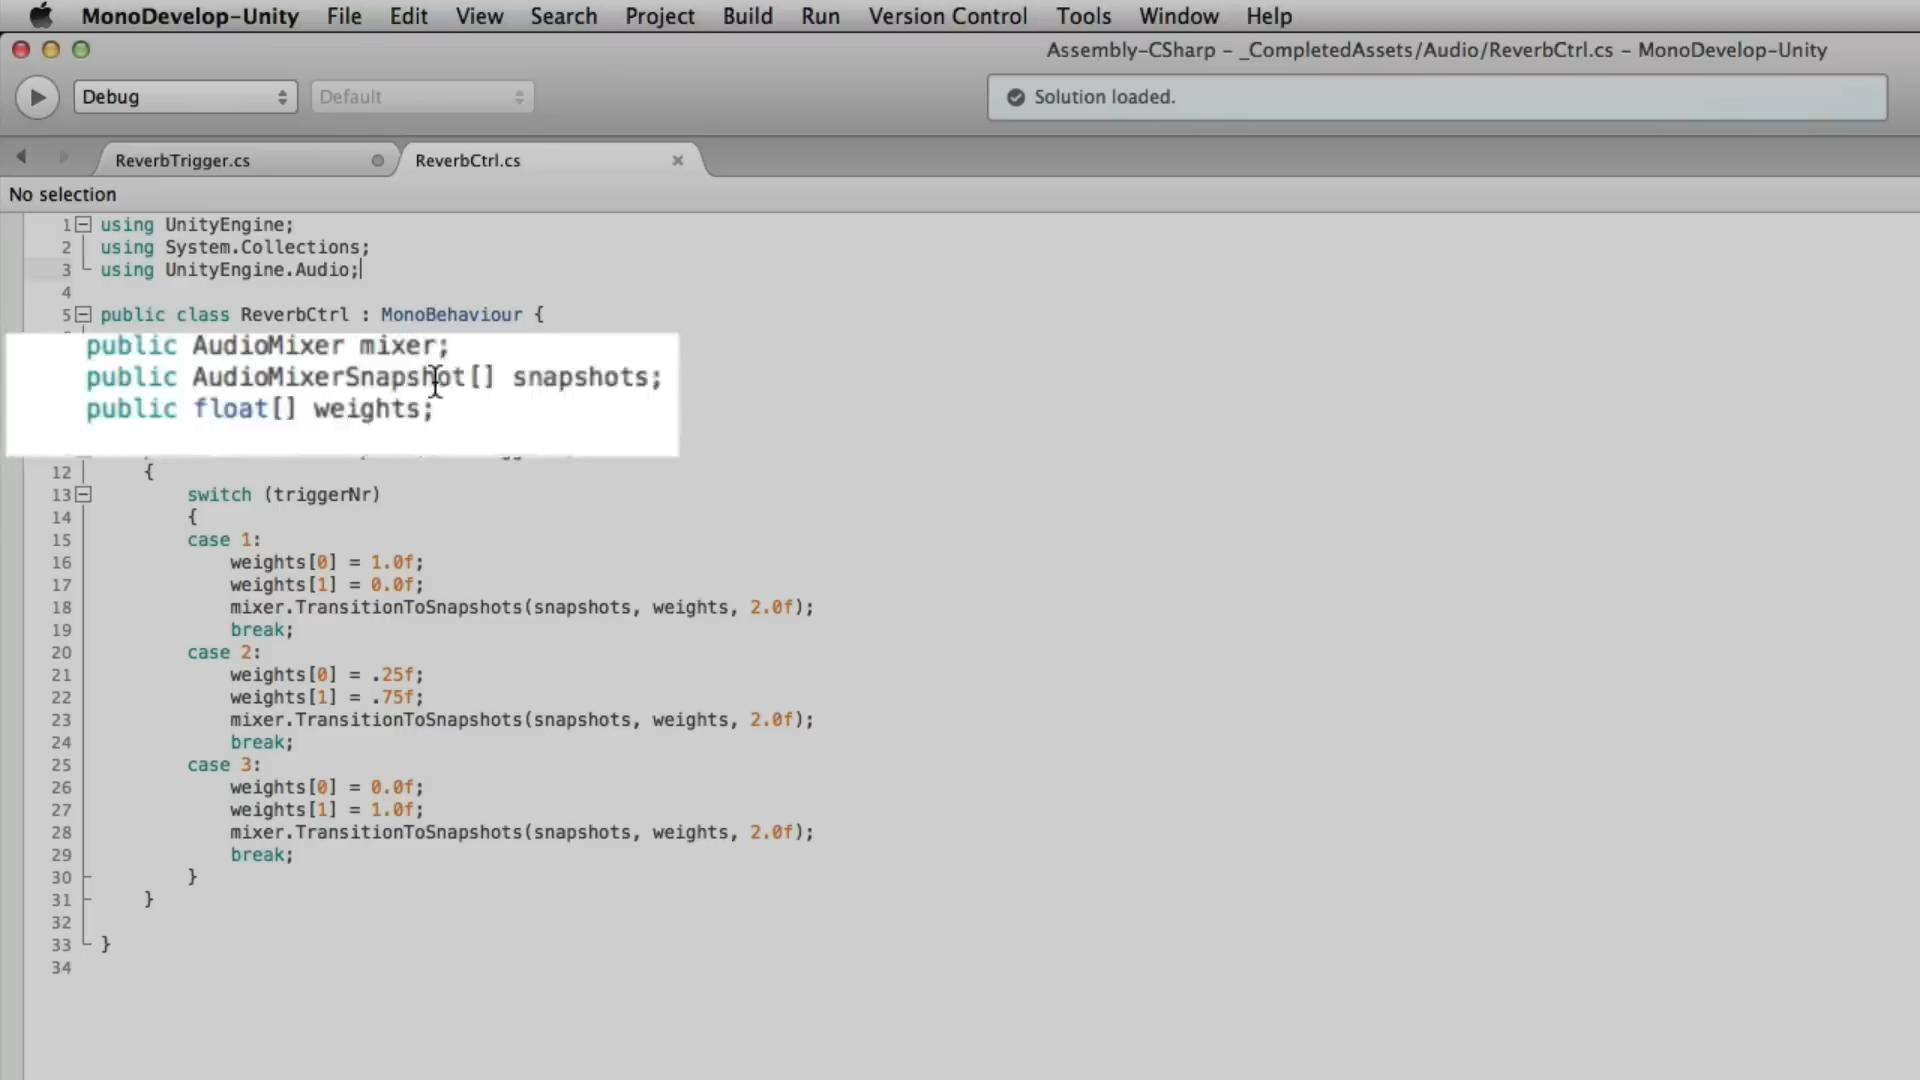 MonoDevelop-Unity File Edit View Search Project Build Run Version Control Tools Window Help
Assembly-CSharp – _CompletedAssets/Audio/ReverbCtrl.cs – MonoDevelop-Unity
Debug Default Solution loaded.
ReverbTrigger.cs ReverbCtrl.cs
No selection
1 using UnityEngine;
2 using System.Collections;
3 using UnityEngine.Audio;
4
5 public class ReverbCtrl : MonoBehaviour {
public AudioMixer mixer;
public AudioMixerSnapshot[] snapshots;
public float[] weights;
12 {
13 switch (triggerNr)
14 {
15 case 1:
16 weights[0] = 1.0f;
17 weights[1] = 0.0f;
18 mixer.TransitionToSnapshots(snapshots, weights, 2.0f);
19 break;
20 case 2:
21 weights[0] = .25f;
22 weights[1] = .75f;
23 mixer.TransitionToSnapshots(snapshots, weights, 2.0f);
24 break;
25 case 3:
26 weights[0] = 0.0f;
27 weights[1] = 1.0f;
28 mixer.TransitionToSnapshots(snapshots, weights, 2.0f);
29 break;
30 }
31 }
32
33 }
34